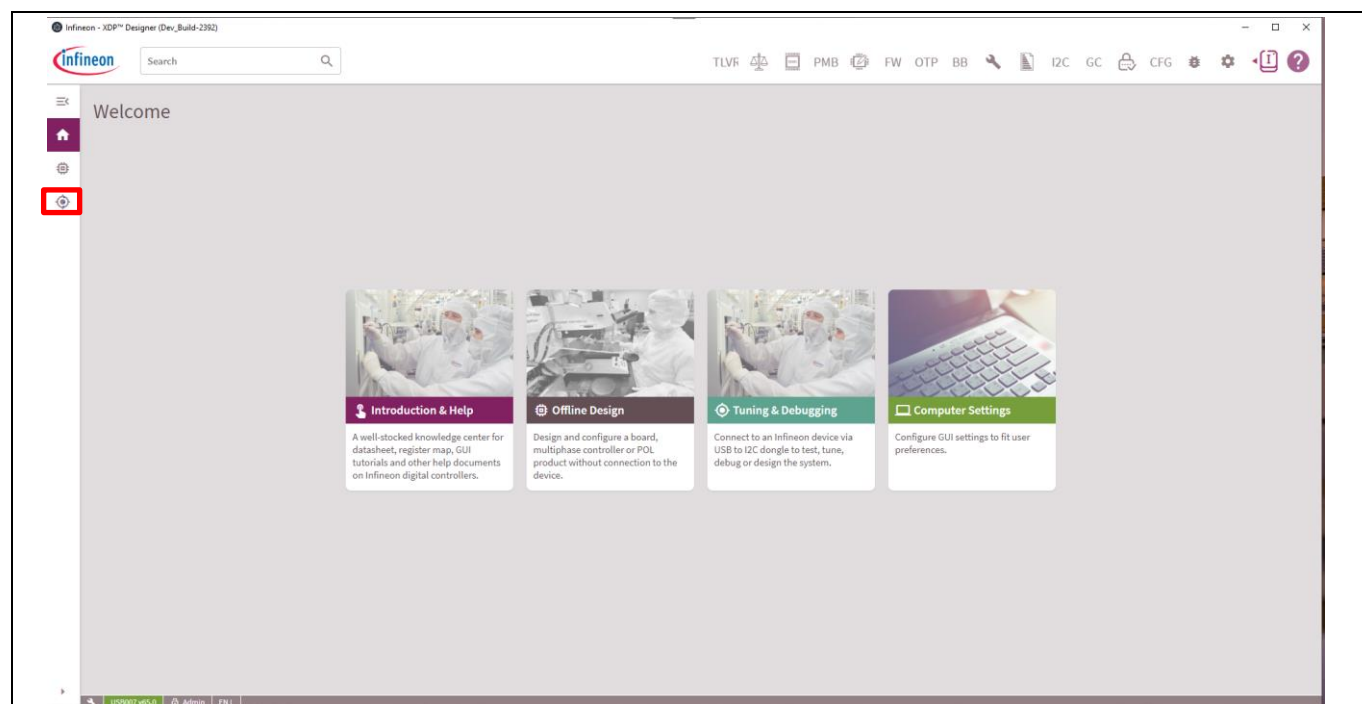 Infineon - XDP™ Designer (Dev_Build-2392)
infineon
Search
TLVR PMB FW OTP BB I2C GC CFG
Welcome
Introduction & Help
A well-stocked knowledge center for
datasheet, register map, GUI
tutorials and other help documents
on Infineon digital controllers.
Offline Design
Design and configure a board,
multiphase controller or POL
product without connection to the
device.
Tuning & Debugging
Connect to an Infineon device via
USB to I2C dongle to test, tune,
debug or design the system.
Computer Settings
Configure GUI settings to fit user
preferences.
USB007 v65.0 Admin